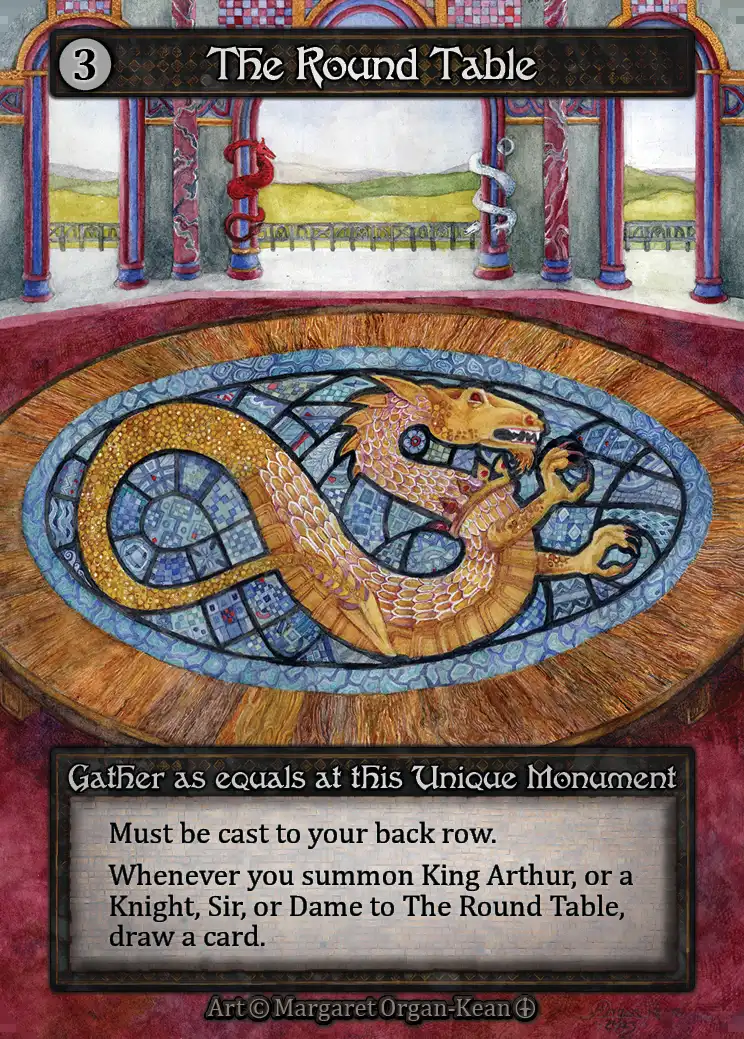 3
The Round Table
Gather as equals at this Unique Monument
Must be cast to your back row.
Whenever you summon King Arthur, or a
Knight, Sir, or Dame to The Round Table,
draw a card.
Art © Margaret Organ-Kean